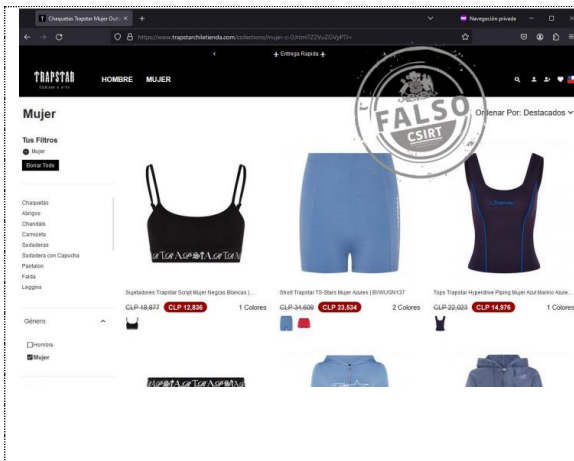 Chaquetas Trapstar Mujer Outle
Navegación privada
https://www.trapstarchiletienda.com/collections/mujer-c-
Entrega Rapida
TRAPSTAR
HOMBRE MUJER
FALSO
CSIRT
Mujer
Ordenar Por: Destacados
Tus Filtros
Mujer
Borrar Todo
Chaquetas
Abrigos
Chandals
Camiseta
Sudaderas
Sudadera con Capucha
Pantalon
Falda
Leggins
Género
Hombre
Mujer
Sujetadores Trapstar Script Mujer Negras Blancas |...
CLP 18,877 CLP 12,836 1 Colores
Short Trapstar TS-Stars Mujer Azules | BVWUGN137
CLP 34,608 CLP 23,534 2 Colores
Tops Trapstar Hyperdrive Piping Mujer Azul Marino Azule...
CLP 22,023 CLP 14,976 1 Colores